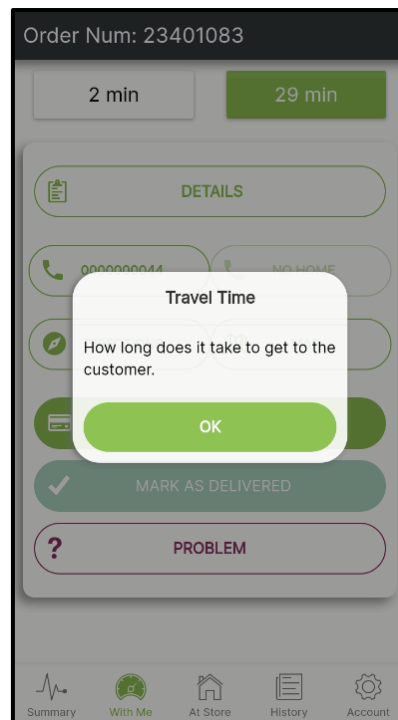 Order Num: 23401083
2 min
29 min
DETAILS
0000000044
NO HOME
Travel Time
How long does it take to get to the
customer.
OK
MARK AS DELIVERED
PROBLEM
Summary
With Me
At Store
History
Account